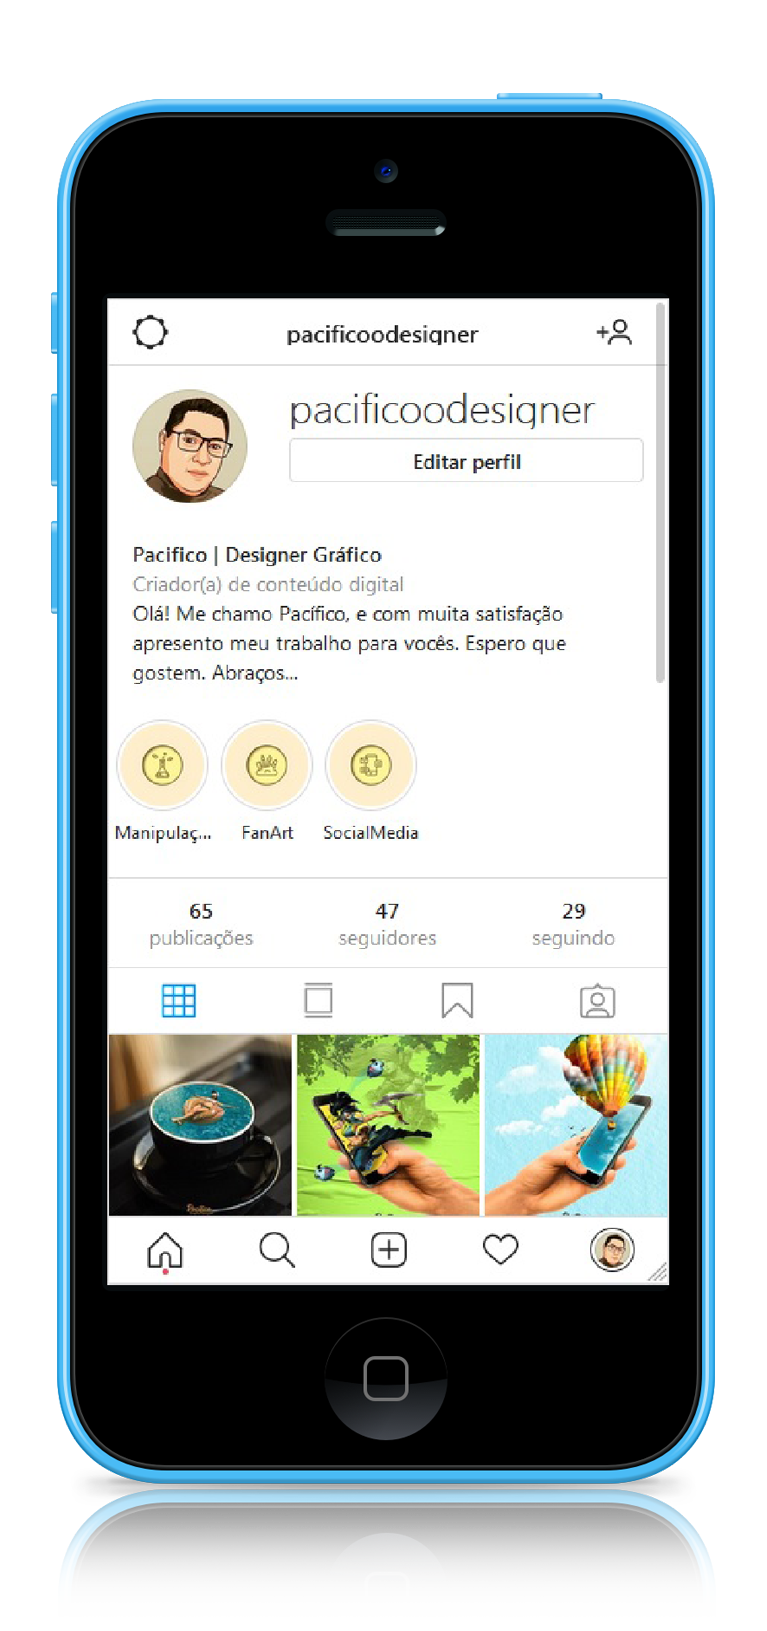 pacificoodesigner
pacificoodesigner
Editar perfil
Pacifico | Designer Gráfico
Criador(a) de conteúdo digital
Olá! Me chamo Pacífico, e com muita satisfação
apresento meu trabalho para vocês. Espero que
gostem. Abraços...
Manipulaç... FanArt SocialMedia
65 47 29
publicações seguidores seguindo